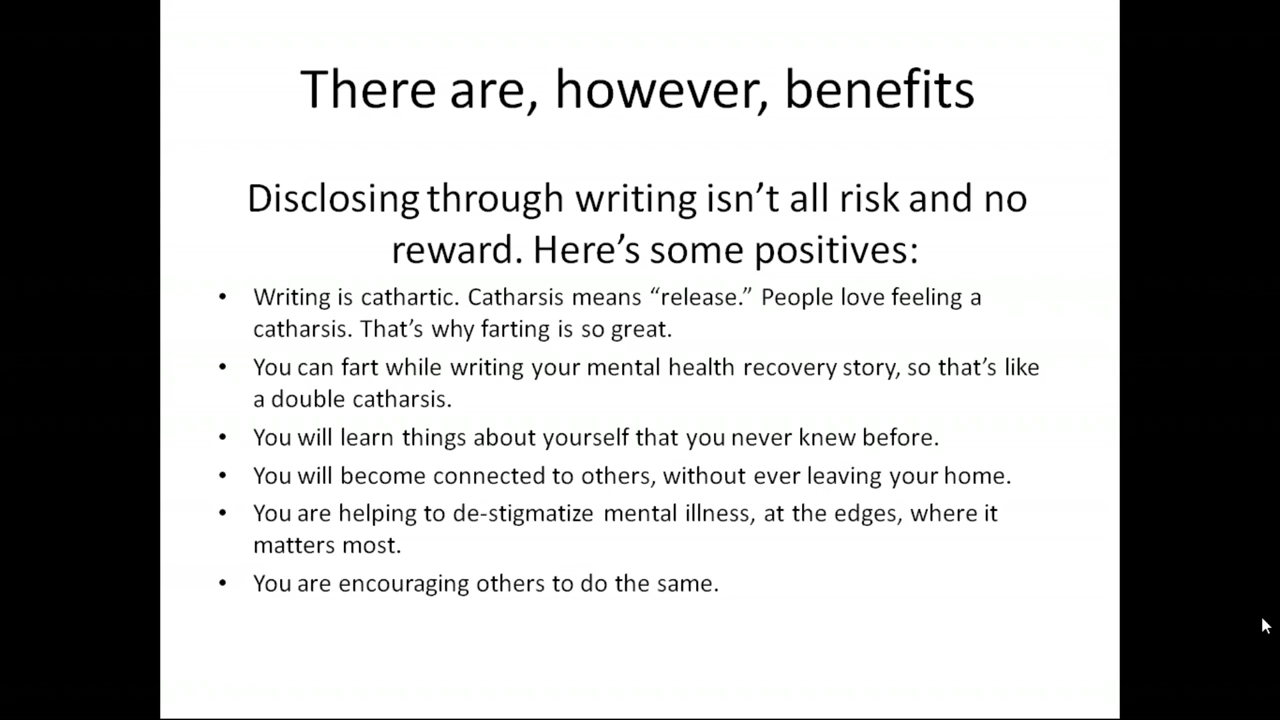 There are, however, benefits
Disclosing through writing isn’t all risk and no
reward. Here’s some positives:
• Writing is cathartic. Catharsis means “release.” People love feeling a
catharsis. That’s why farting is so great.
• You can fart while writing your mental health recovery story, so that’s like
a double catharsis.
• You will learn things about yourself that you never knew before.
• You will become connected to others, without ever leaving your home.
• You are helping to de-stigmatize mental illness, at the edges, where it
matters most.
• You are encouraging others to do the same.